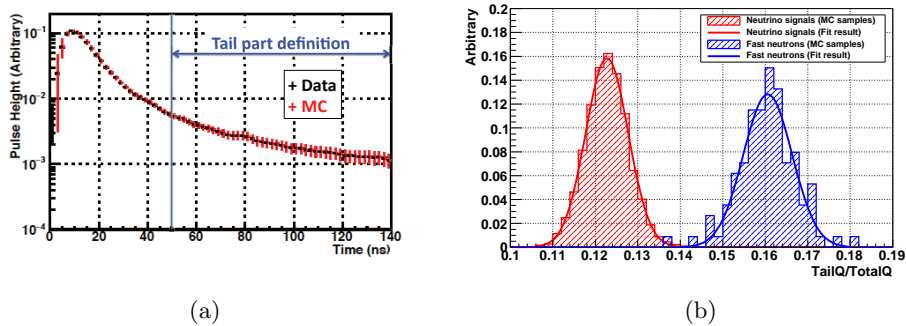 Pulse Height (Arbitrary)
10⁻¹
10⁻²
10⁻³
10⁻⁴
Tail part definition
+ Data
+ MC
0 20 40 60 80 100 120 140
Time (ns)
(a)
Arbitrary
0.2
0.18
0.16
0.14
0.12
0.1
0.08
0.06
0.04
0.02
0
Neutrino signals (MC samples)
Neutrino signals (Fit result)
Fast neutrons (MC samples)
Fast neutrons (Fit result)
0.1 0.11 0.12 0.13 0.14 0.15 0.16 0.17 0.18 0.19
TailQ/TotalQ
(b)